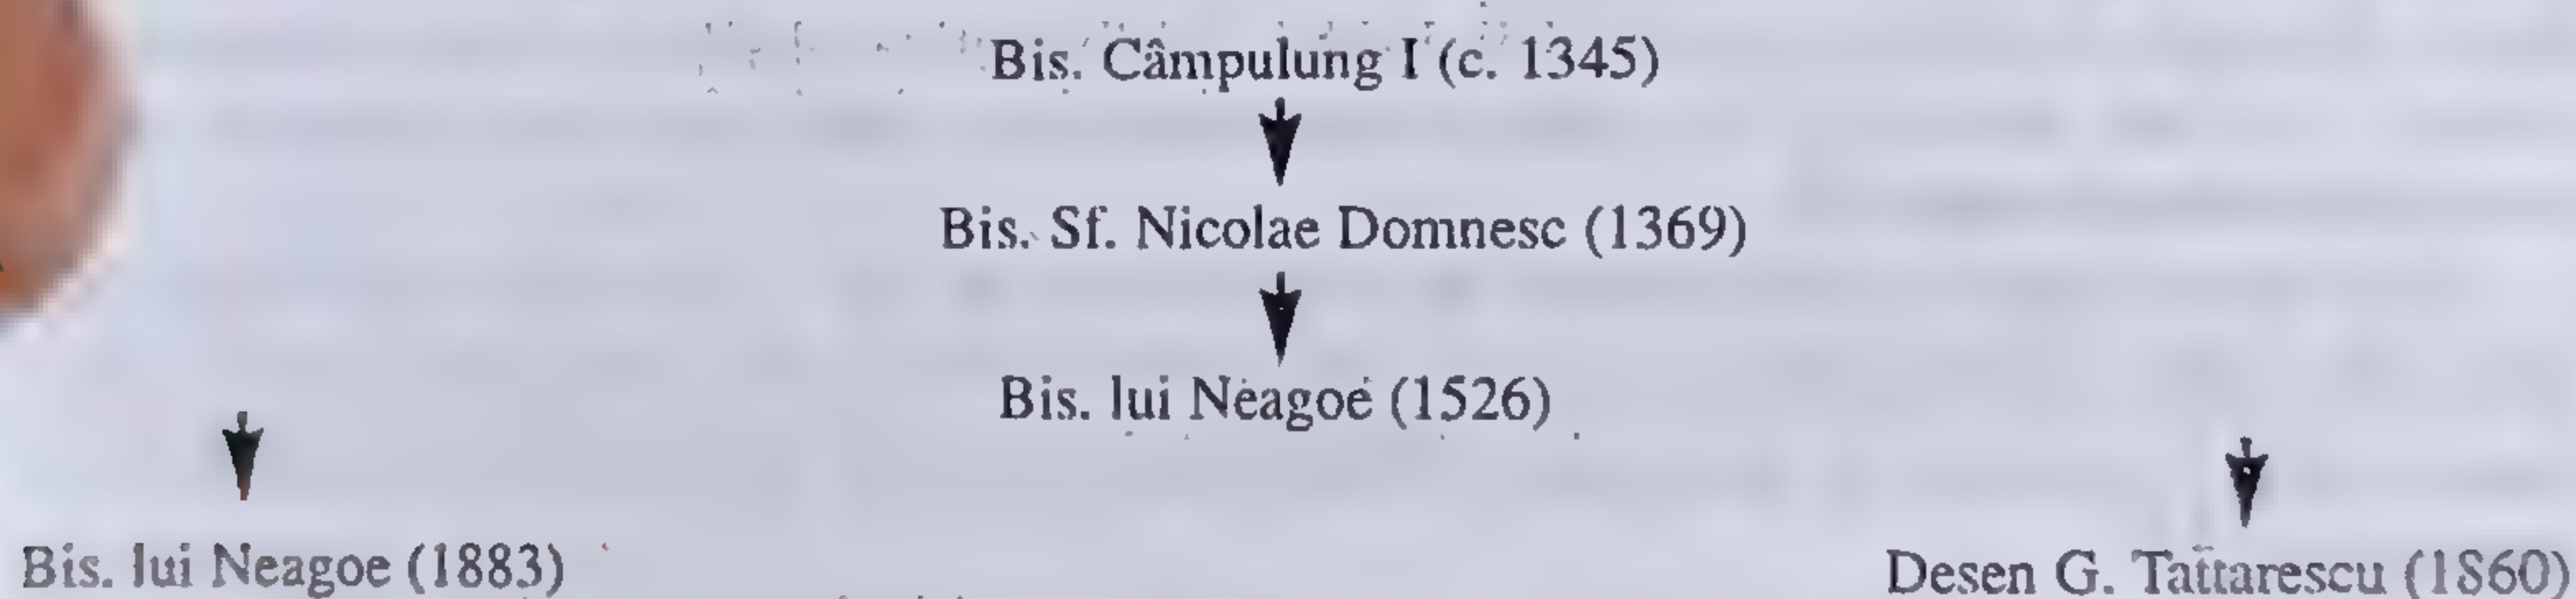 Bis. Câmpulung I (c. 1345)
Bis. Sf. Nicolae Domnesc (1369)
Bis. lui Neagoe (1526)
Bis. lui Neagoe (1883)
Desen G. Tattarescu (1860)